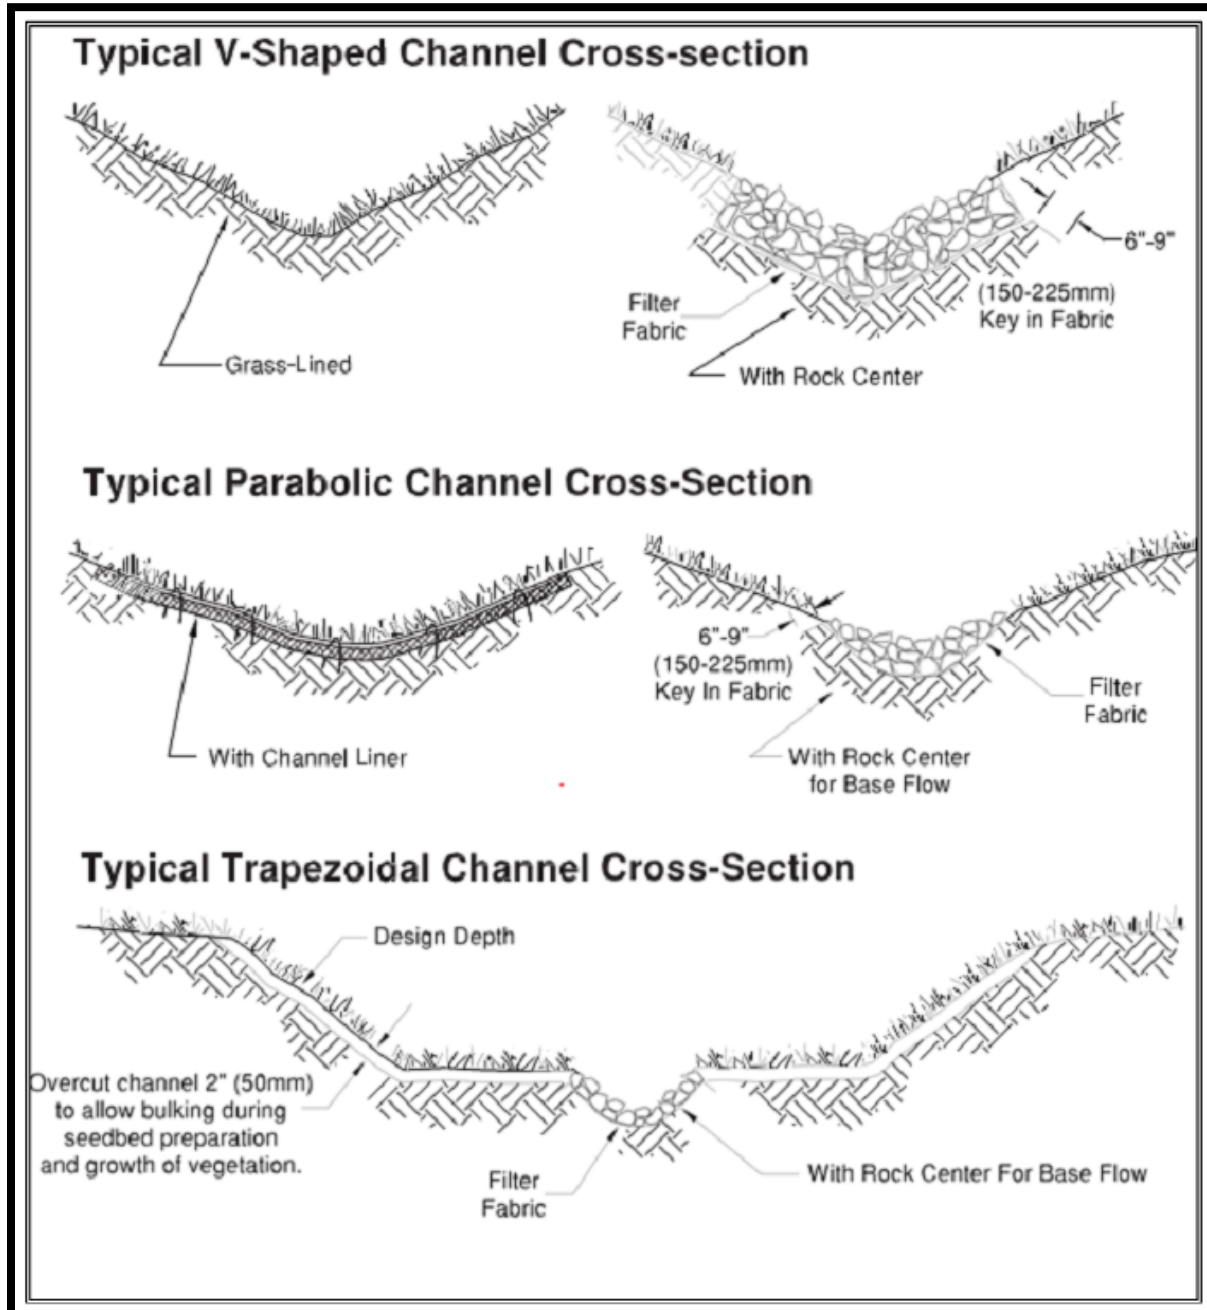 Typical V-Shaped Channel Cross-section
6"-9"
Filter
Fabric
(150-225mm)
Key in Fabric
Grass-Lined
With Rock Center
Typical Parabolic Channel Cross-Section
6"-9"
(150-225mm)
Key In Fabric
Filter
Fabric
With Channel Liner
With Rock Center
for Base Flow
Typical Trapezoidal Channel Cross-Section
Design Depth
Overcut channel 2" (50mm)
to allow bulking during
seedbed preparation
and growth of vegetation.
Filter
Fabric
With Rock Center For Base Flow